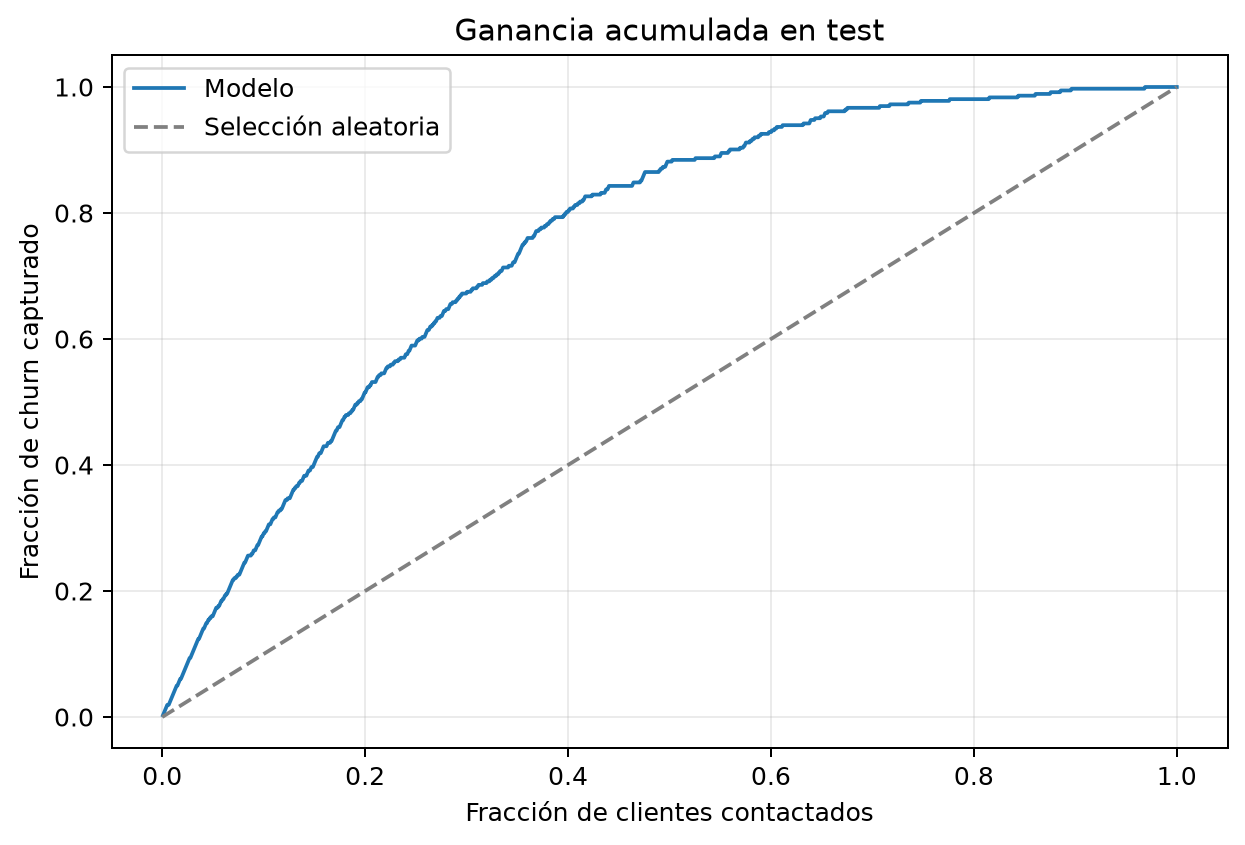 Ganancia acumulada en test
Modelo
Selección aleatoria
Fracción de churn capturado
1.0
0.8
0.6
0.4
0.2
0.0
0.0 0.2 0.4 0.6 0.8 1.0
Fracción de clientes contactados